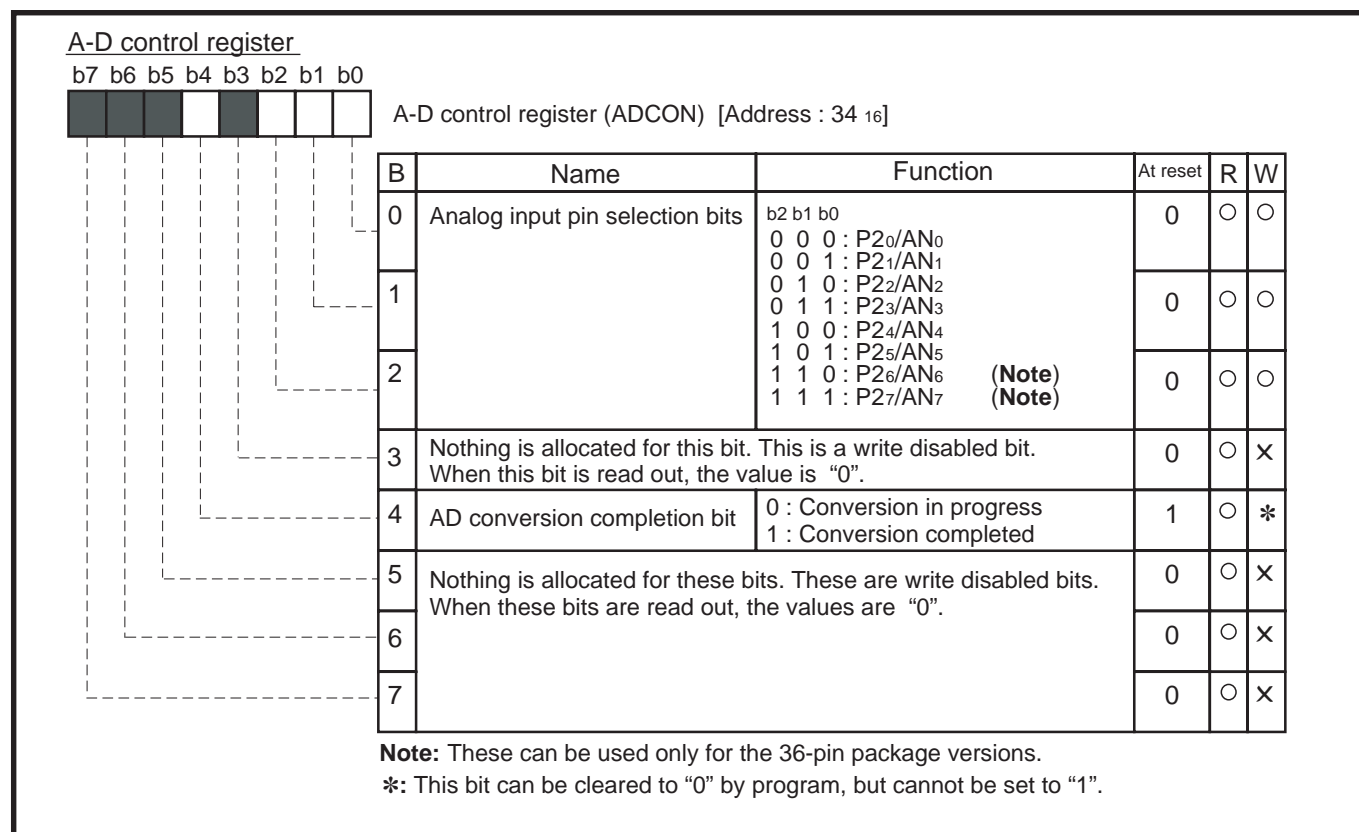 A-D control register
b7 b6 b5 b4 b3 b2 b1 b0
A-D control register (ADCON) [Address : 34 16]
B Name Function At reset R W
0 Analog input pin selection bits b2 b1 b0 0 ○ ○
0 0 0 : P20/AN0
0 0 1 : P21/AN1
0 1 0 : P22/AN2
1 0 ○ ○
0 1 1 : P23/AN3
1 0 0 : P24/AN4
1 0 1 : P25/AN5
2 0 ○ ○
1 1 0 : P26/AN6 (Note)
1 1 1 : P27/AN7 (Note)
3 Nothing is allocated for this bit. This is a write disabled bit. 0 ○ ×
When this bit is read out, the value is “0”.
4 AD conversion completion bit 0 : Conversion in progress 1 ○ ✻
1 : Conversion completed
5 Nothing is allocated for these bits. These are write disabled bits. 0 ○ ×
When these bits are read out, the values are “0”.
6 0 ○ ×
7 0 ○ ×
Note: These can be used only for the 36-pin package versions.
✻: This bit can be cleared to “0” by program, but cannot be set to “1”.